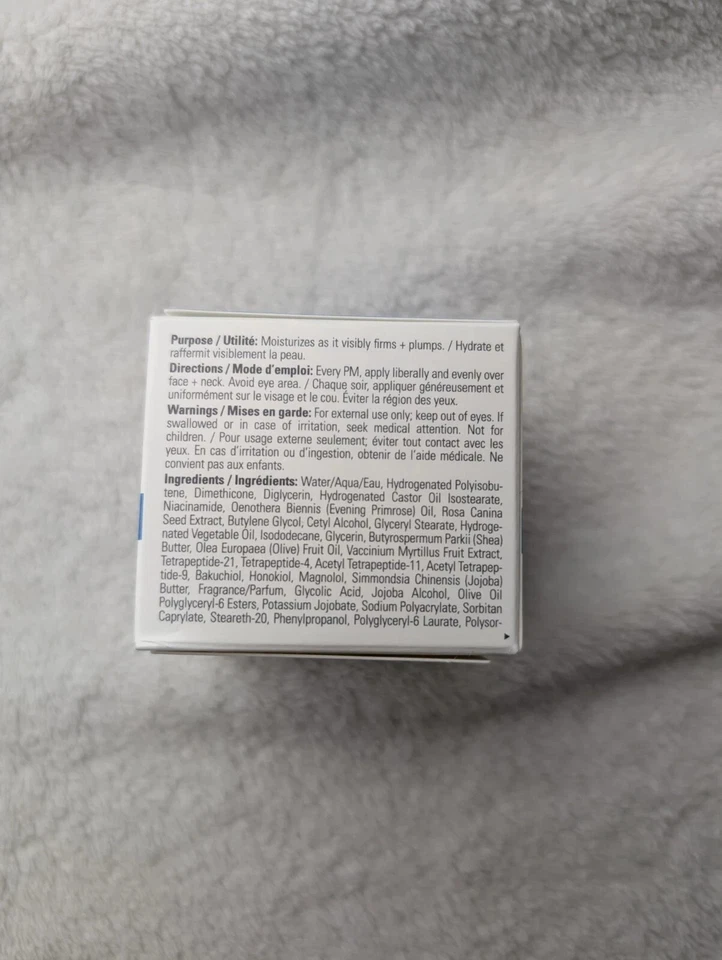 Purpose / Utilité: Moisturizes as it visibly firms + plumps. / Hydrate et
raffermit visiblement la peau.
Directions / Mode d'emploi: Every PM, apply liberally and evenly over
face + neck. Avoid eye area. / Chaque soir, appliquer généreusement et
uniformément sur le visage et le cou. Éviter la région des yeux.
Warnings / Mises en garde: For external use only; keep out of eyes. If
swallowed or in case of irritation, seek medical attention. Not for
children. / Pour usage externe seulement; éviter tout contact avec les
yeux. En cas d'irritation ou d'ingestion, obtenir de l'aide médicale. Ne
convient pas aux enfants.
Ingredients / Ingrédients: Water/Aqua/Eau, Hydrogenated Polyisobu-
tene, Dimethicone, Diglycerin, Hydrogenated Castor Oil Isostearate,
Niacinamide, Oenothera Biennis (Evening Primrose) Oil, Rosa Canina
Seed Extract, Butylene Glycol, Cetyl Alcohol, Glyceryl Stearate, Hydroge-
nated Vegetable Oil, Isododecane, Glycerin, Butyrospermum Parkii (Shea)
Butter, Olea Europaea (Olive) Fruit Oil, Vaccinium Myrtillus Fruit Extract,
Tetrapeptide-21, Tetrapeptide-4, Acetyl Tetrapeptide-11, Acetyl Tetrapep-
tide-9, Bakuchiol, Honokiol, Magnolol, Simmondsia Chinensis (Jojoba)
Butter, Fragrance/Parfum, Glycolic Acid, Jojoba Alcohol, Olive Oil
Polyglyceryl-6 Esters, Potassium Jojobate, Sodium Polyacrylate, Sorbitan
Caprylate, Steareth-20, Phenylpropanol, Polyglyceryl-6 Laurate, Polysor-